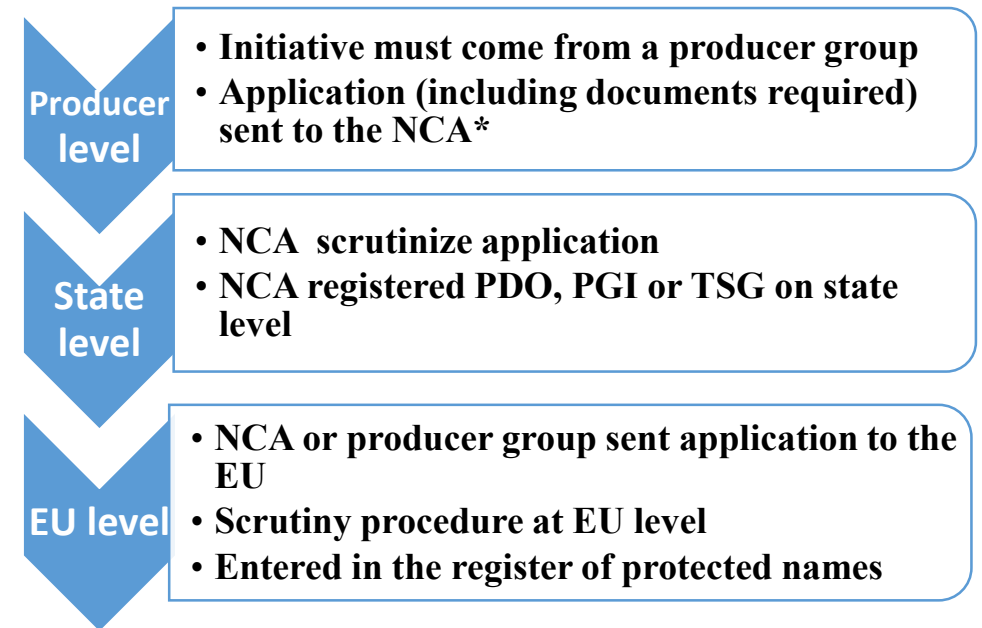 Producer
level
• Initiative must come from a producer group
• Application (including documents required)
sent to the NCA*
State
level
• NCA scrutinize application
• NCA registered PDO, PGI or TSG on state
level
EU level
• NCA or producer group sent application to the
EU
• Scrutiny procedure at EU level
• Entered in the register of protected names